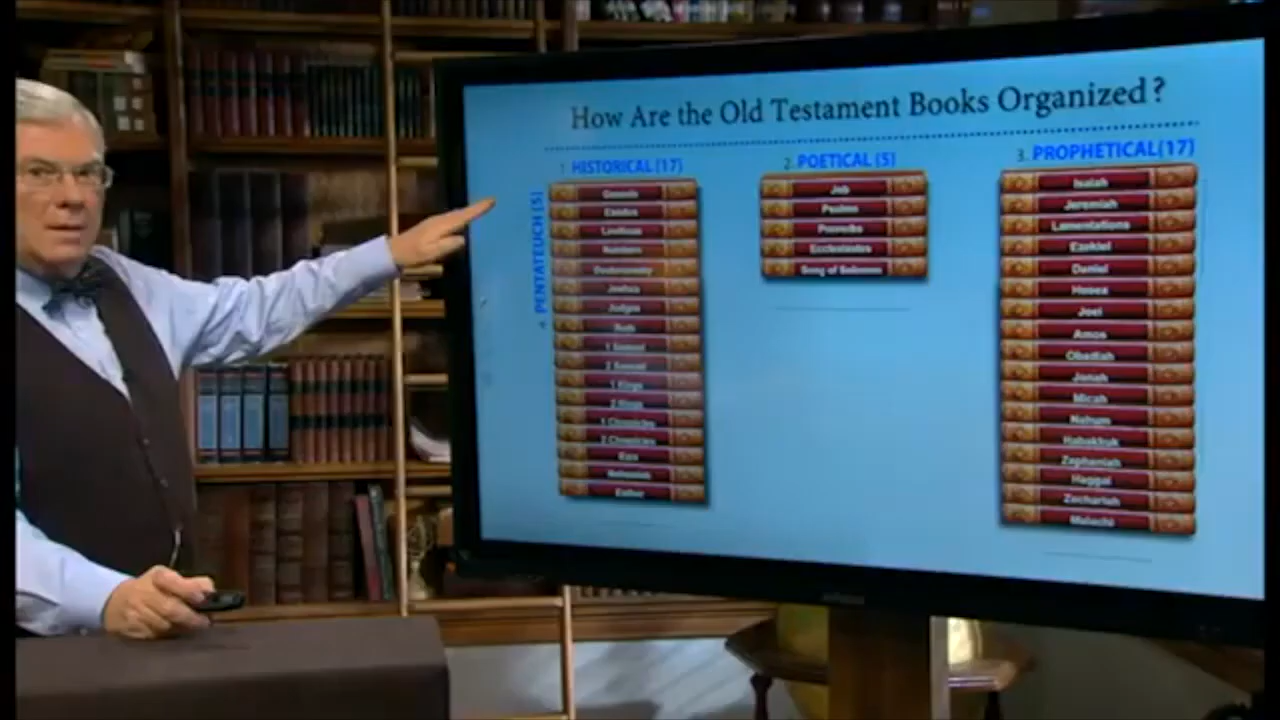 How Are the Old Testament Books Organized?
1. HISTORICAL (17)
a. PENTATEUCH (5)
Genesis
Exodus
Leviticus
Numbers
Deuteronomy
Joshua
Judges
Ruth
1 Samuel
2 Samuel
1 Kings
2 Kings
1 Chronicles
2 Chronicles
Ezra
Nehemiah
Esther
2. POETICAL (5)
Job
Psalms
Proverbs
Ecclesiastes
Song of Solomon
3. PROPHETICAL (17)
Isaiah
Jeremiah
Lamentations
Ezekiel
Daniel
Hosea
Joel
Amos
Obadiah
Jonah
Micah
Nahum
Habakkuk
Zephaniah
Haggai
Zechariah
Malachi